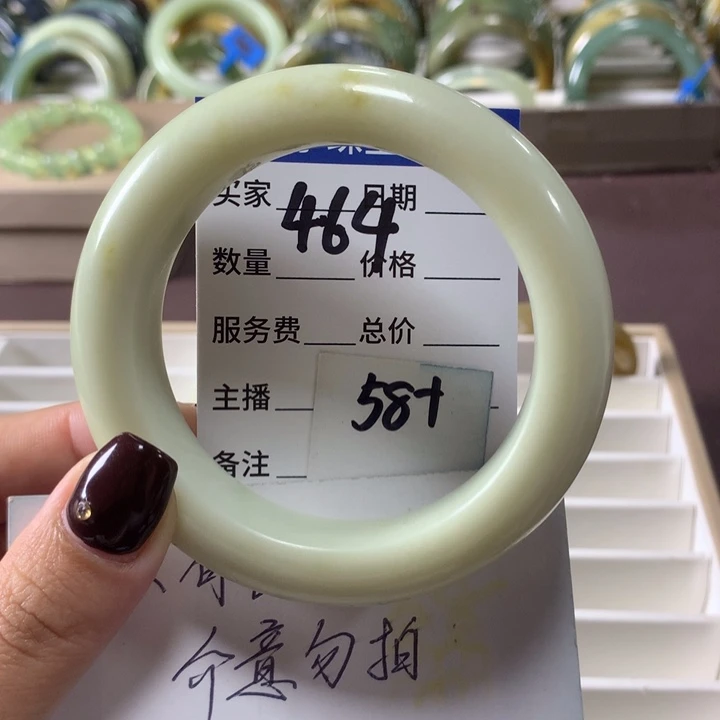 买家 464 日期
数量 价格
服务费 总价
主播 58+
备注
介意勿拍